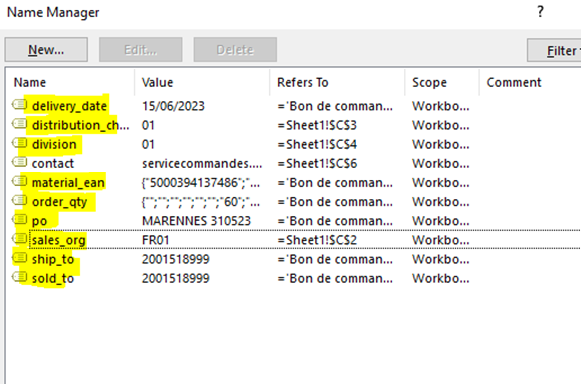 Name Manager ?
New... Edit... Delete Filter
Name Value Refers To Scope Comment
delivery_date 15/06/2023 ='Bon de comman... Workbo...
distribution_ch... 01 =Sheet1!$C$3 Workbo...
division 01 =Sheet1!$C$4 Workbo...
contact servicecommandes.... =Sheet1!$C$6 Workbo...
material_ean {"5000394137486";"... ='Bon de comman... Workbo...
order_qty {"";"";"";"";"";"60";"... ='Bon de comman... Workbo...
po MARENNES 310523 ='Bon de comman... Workbo...
sales_org FR01 =Sheet1!$C$2 Workbo...
ship_to 2001518999 ='Bon de comman... Workbo...
sold_to 2001518999 ='Bon de comman... Workbo...